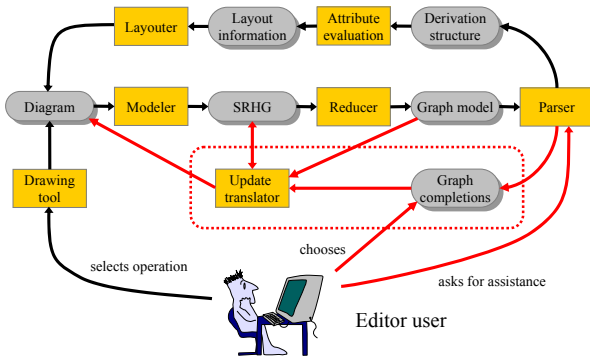 Layouter
Layout
information
Attribute
evaluation
Derivation
structure
Diagram
Modeler
SRHG
Reducer
Graph model
Parser
Drawing
tool
Update
translator
Graph
completions
chooses
selects operation
asks for assistance
Editor user